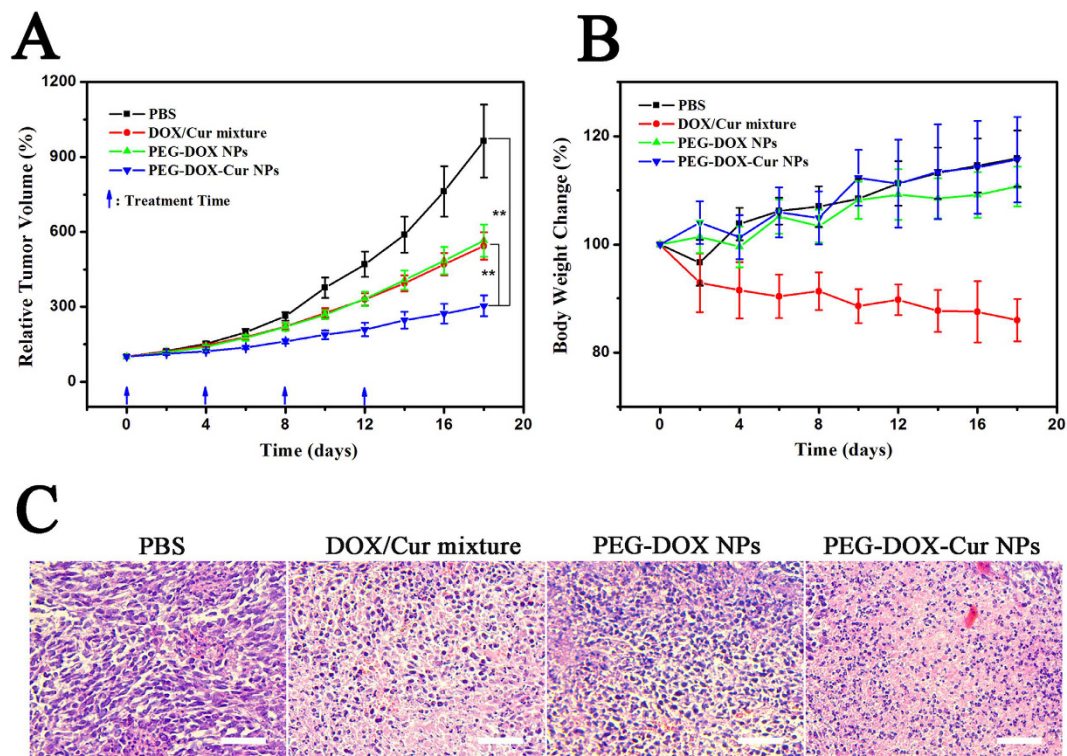 A
B
1200
900
600
300
0
Relative Tumor Volume (%)
PBS
DOX/Cur mixture
PEG-DOX NPs
PEG-DOX-Cur NPs
: Treatment Time
**
**
0 4 8 12 16 20
Time (days)
120
100
80
Body Weight Change (%)
PBS
DOX/Cur mixture
PEG-DOX NPs
PEG-DOX-Cur NPs
0 4 8 12 16 20
Time (days)
C
PBS DOX/Cur mixture PEG-DOX NPs PEG-DOX-Cur NPs